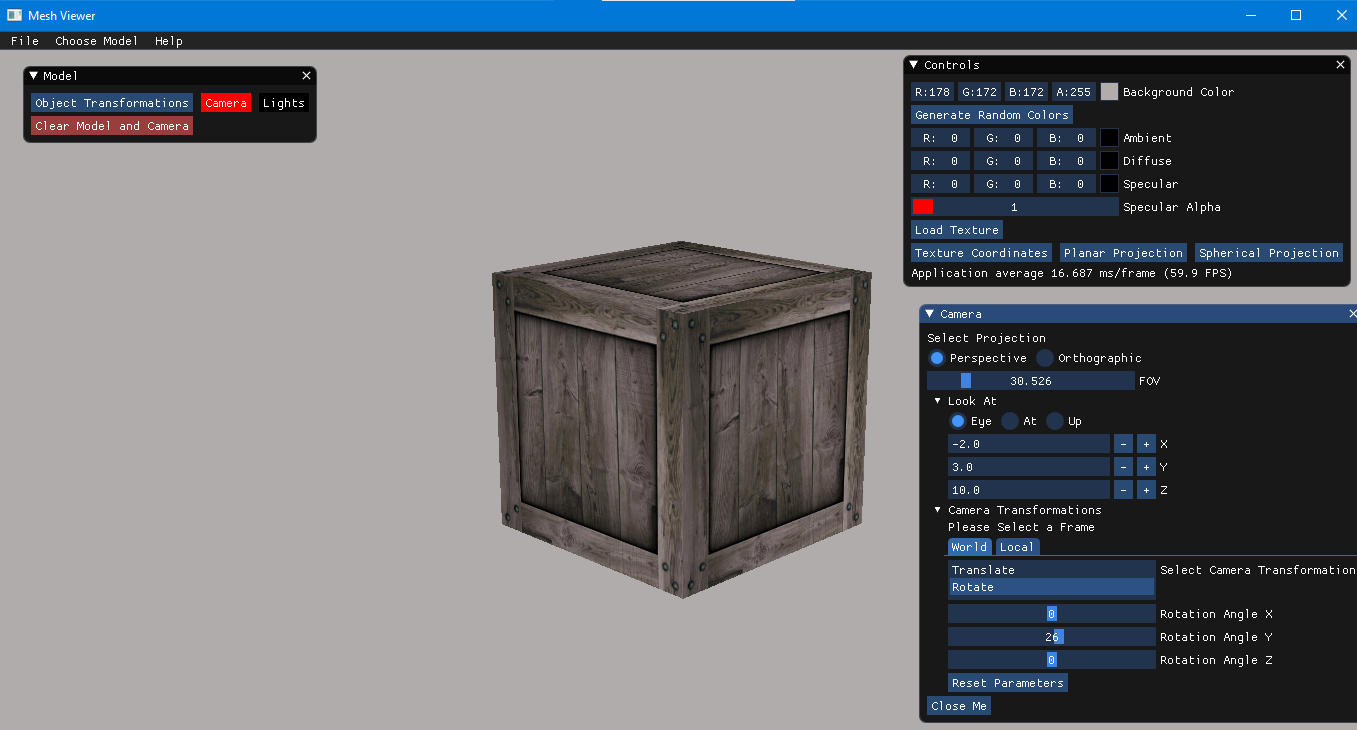 Mesh Viewer
File Choose Model Help
Model
Object Transformations Camera Lights
Clear Model and Camera
Controls
R:178 G:172 B:172 A:255 Background Color
Generate Random Colors
R: 0 G: 0 B: 0 Ambient
R: 0 G: 0 B: 0 Diffuse
R: 0 G: 0 B: 0 Specular
1 Specular Alpha
Load Texture
Texture Coordinates Planar Projection Spherical Projection
Application average 16.687 ms/frame (59.9 FPS)
Camera
Select Projection
Perspective Orthographic
30.526 FOV
Look At
Eye At Up
-2.0 - + X
3.0 - + Y
10.0 - + Z
Camera Transformations
Please Select a Frame
World Local
Translate Select Camera Transformation
Rotate
0 Rotation Angle X
26 Rotation Angle Y
0 Rotation Angle Z
Reset Parameters
Close Me